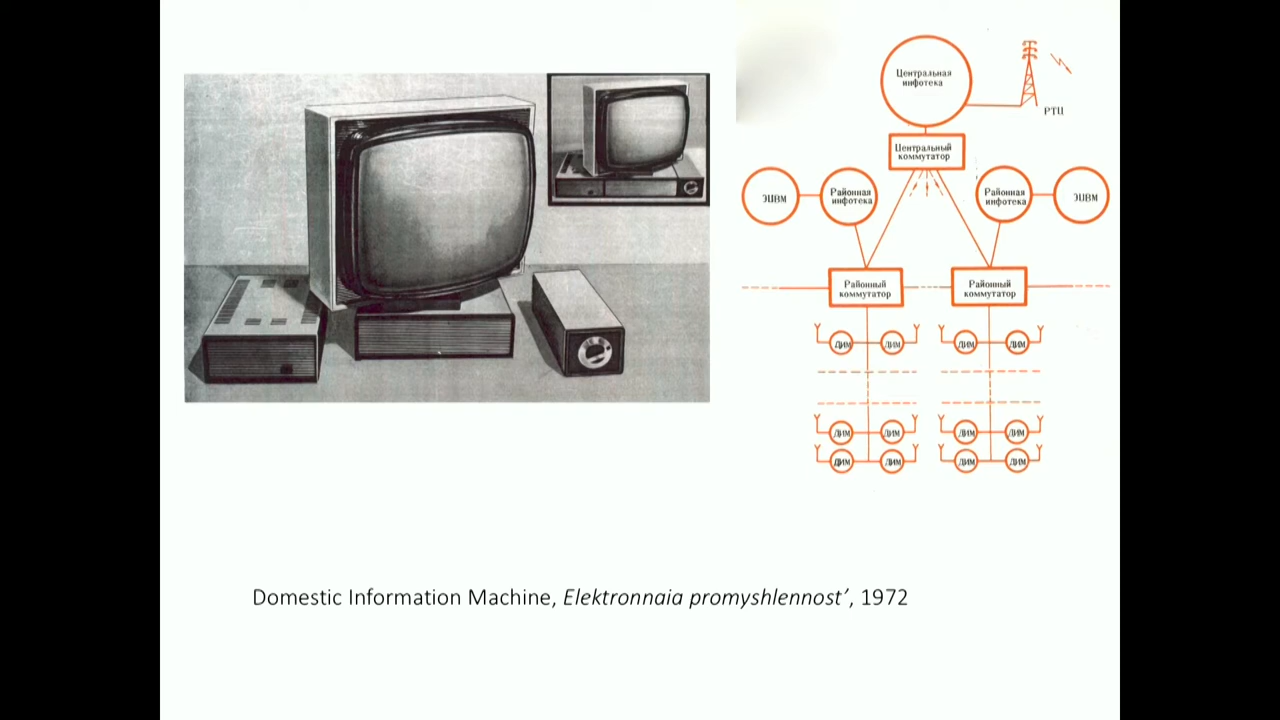 Центральная
инфотека
РТЦ
Центральный
коммутатор
ЭЦВМ
Районная
инфотека
Районная
инфотека
ЭЦВМ
Районный
коммутатор
Районный
коммутатор
ДИМ ДИМ ДИМ ДИМ
ДИМ ДИМ ДИМ ДИМ
ДИМ ДИМ ДИМ ДИМ
Domestic Information Machine, Elektronnaia promyshlennost’, 1972